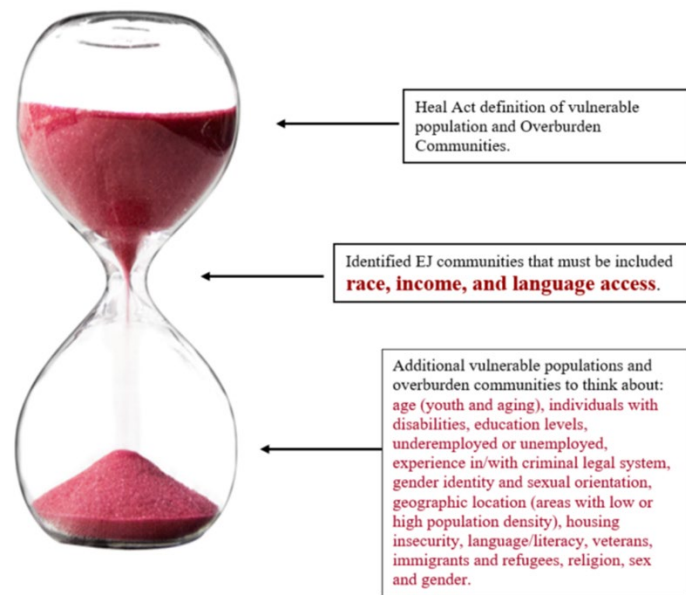 Heal Act definition of vulnerable
population and Overburden
Communities.
Identified EJ communities that must be included
race, income, and language access.
Additional vulnerable populations and
overburden communities to think about:
age (youth and aging), individuals with
disabilities, education levels,
underemployed or unemployed,
experience in/with criminal legal system,
gender identity and sexual orientation,
geographic location (areas with low or
high population density), housing
insecurity, language/literacy, veterans,
immigrants and refugees, religion, sex
and gender.